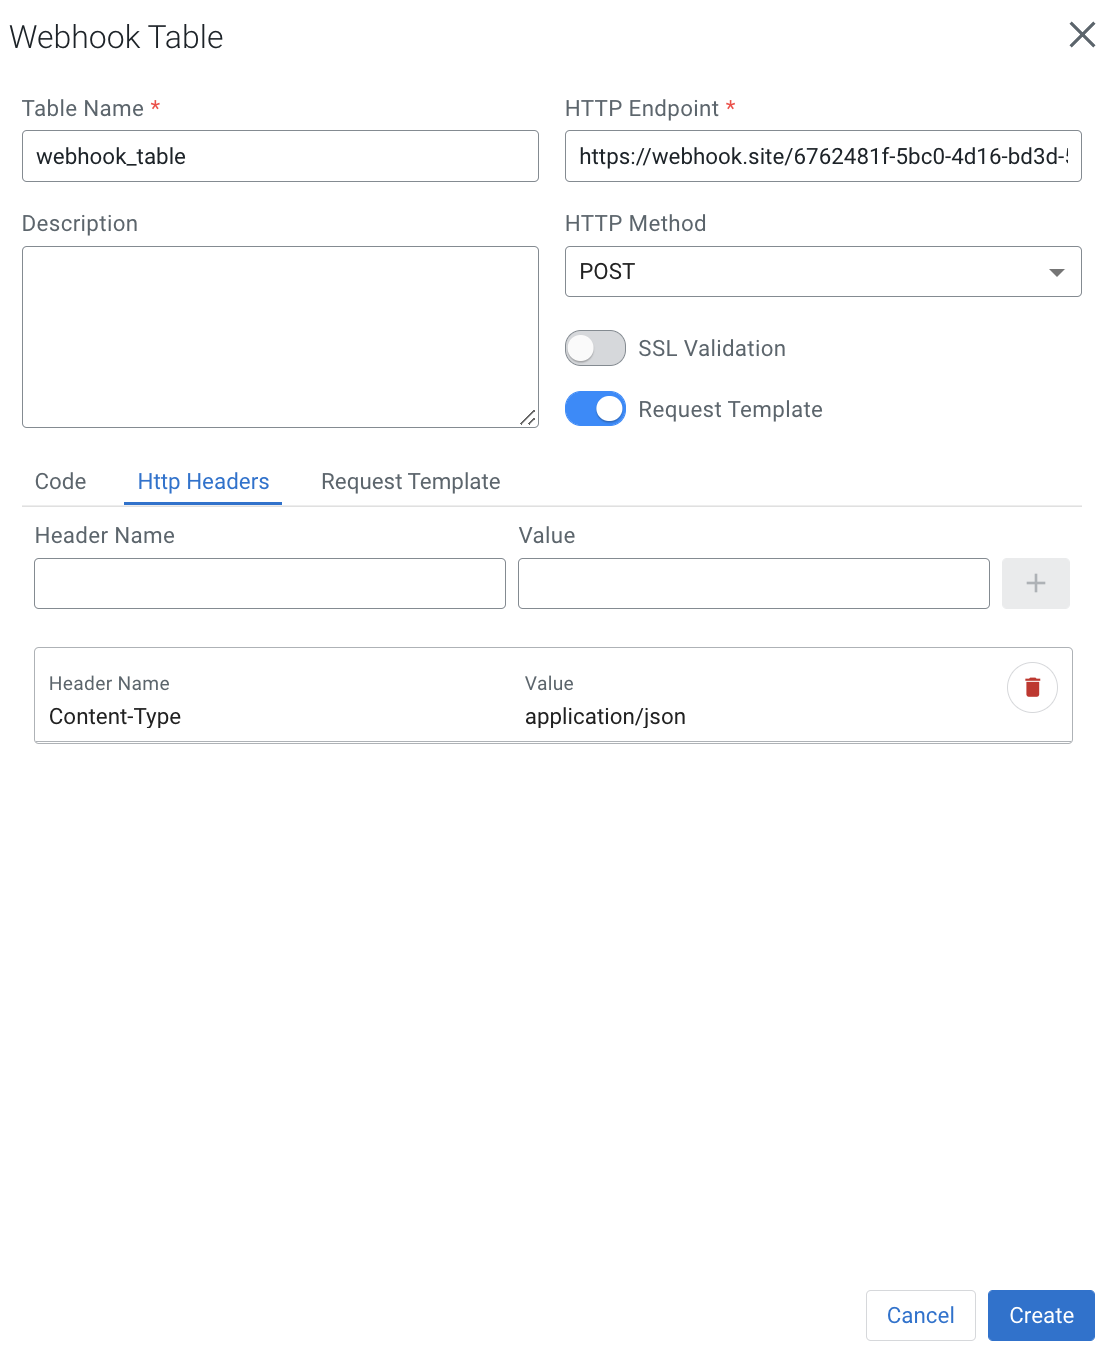 Webhook Table
Table Name *
HTTP Endpoint *
webhook_table
https://webhook.site/6762481f-5bc0-4d16-bd3d-
Description
HTTP Method
POST
SSL Validation
Request Template
Code Http Headers Request Template
Header Name Value
Header Name Value
Content-Type application/json
Cancel Create